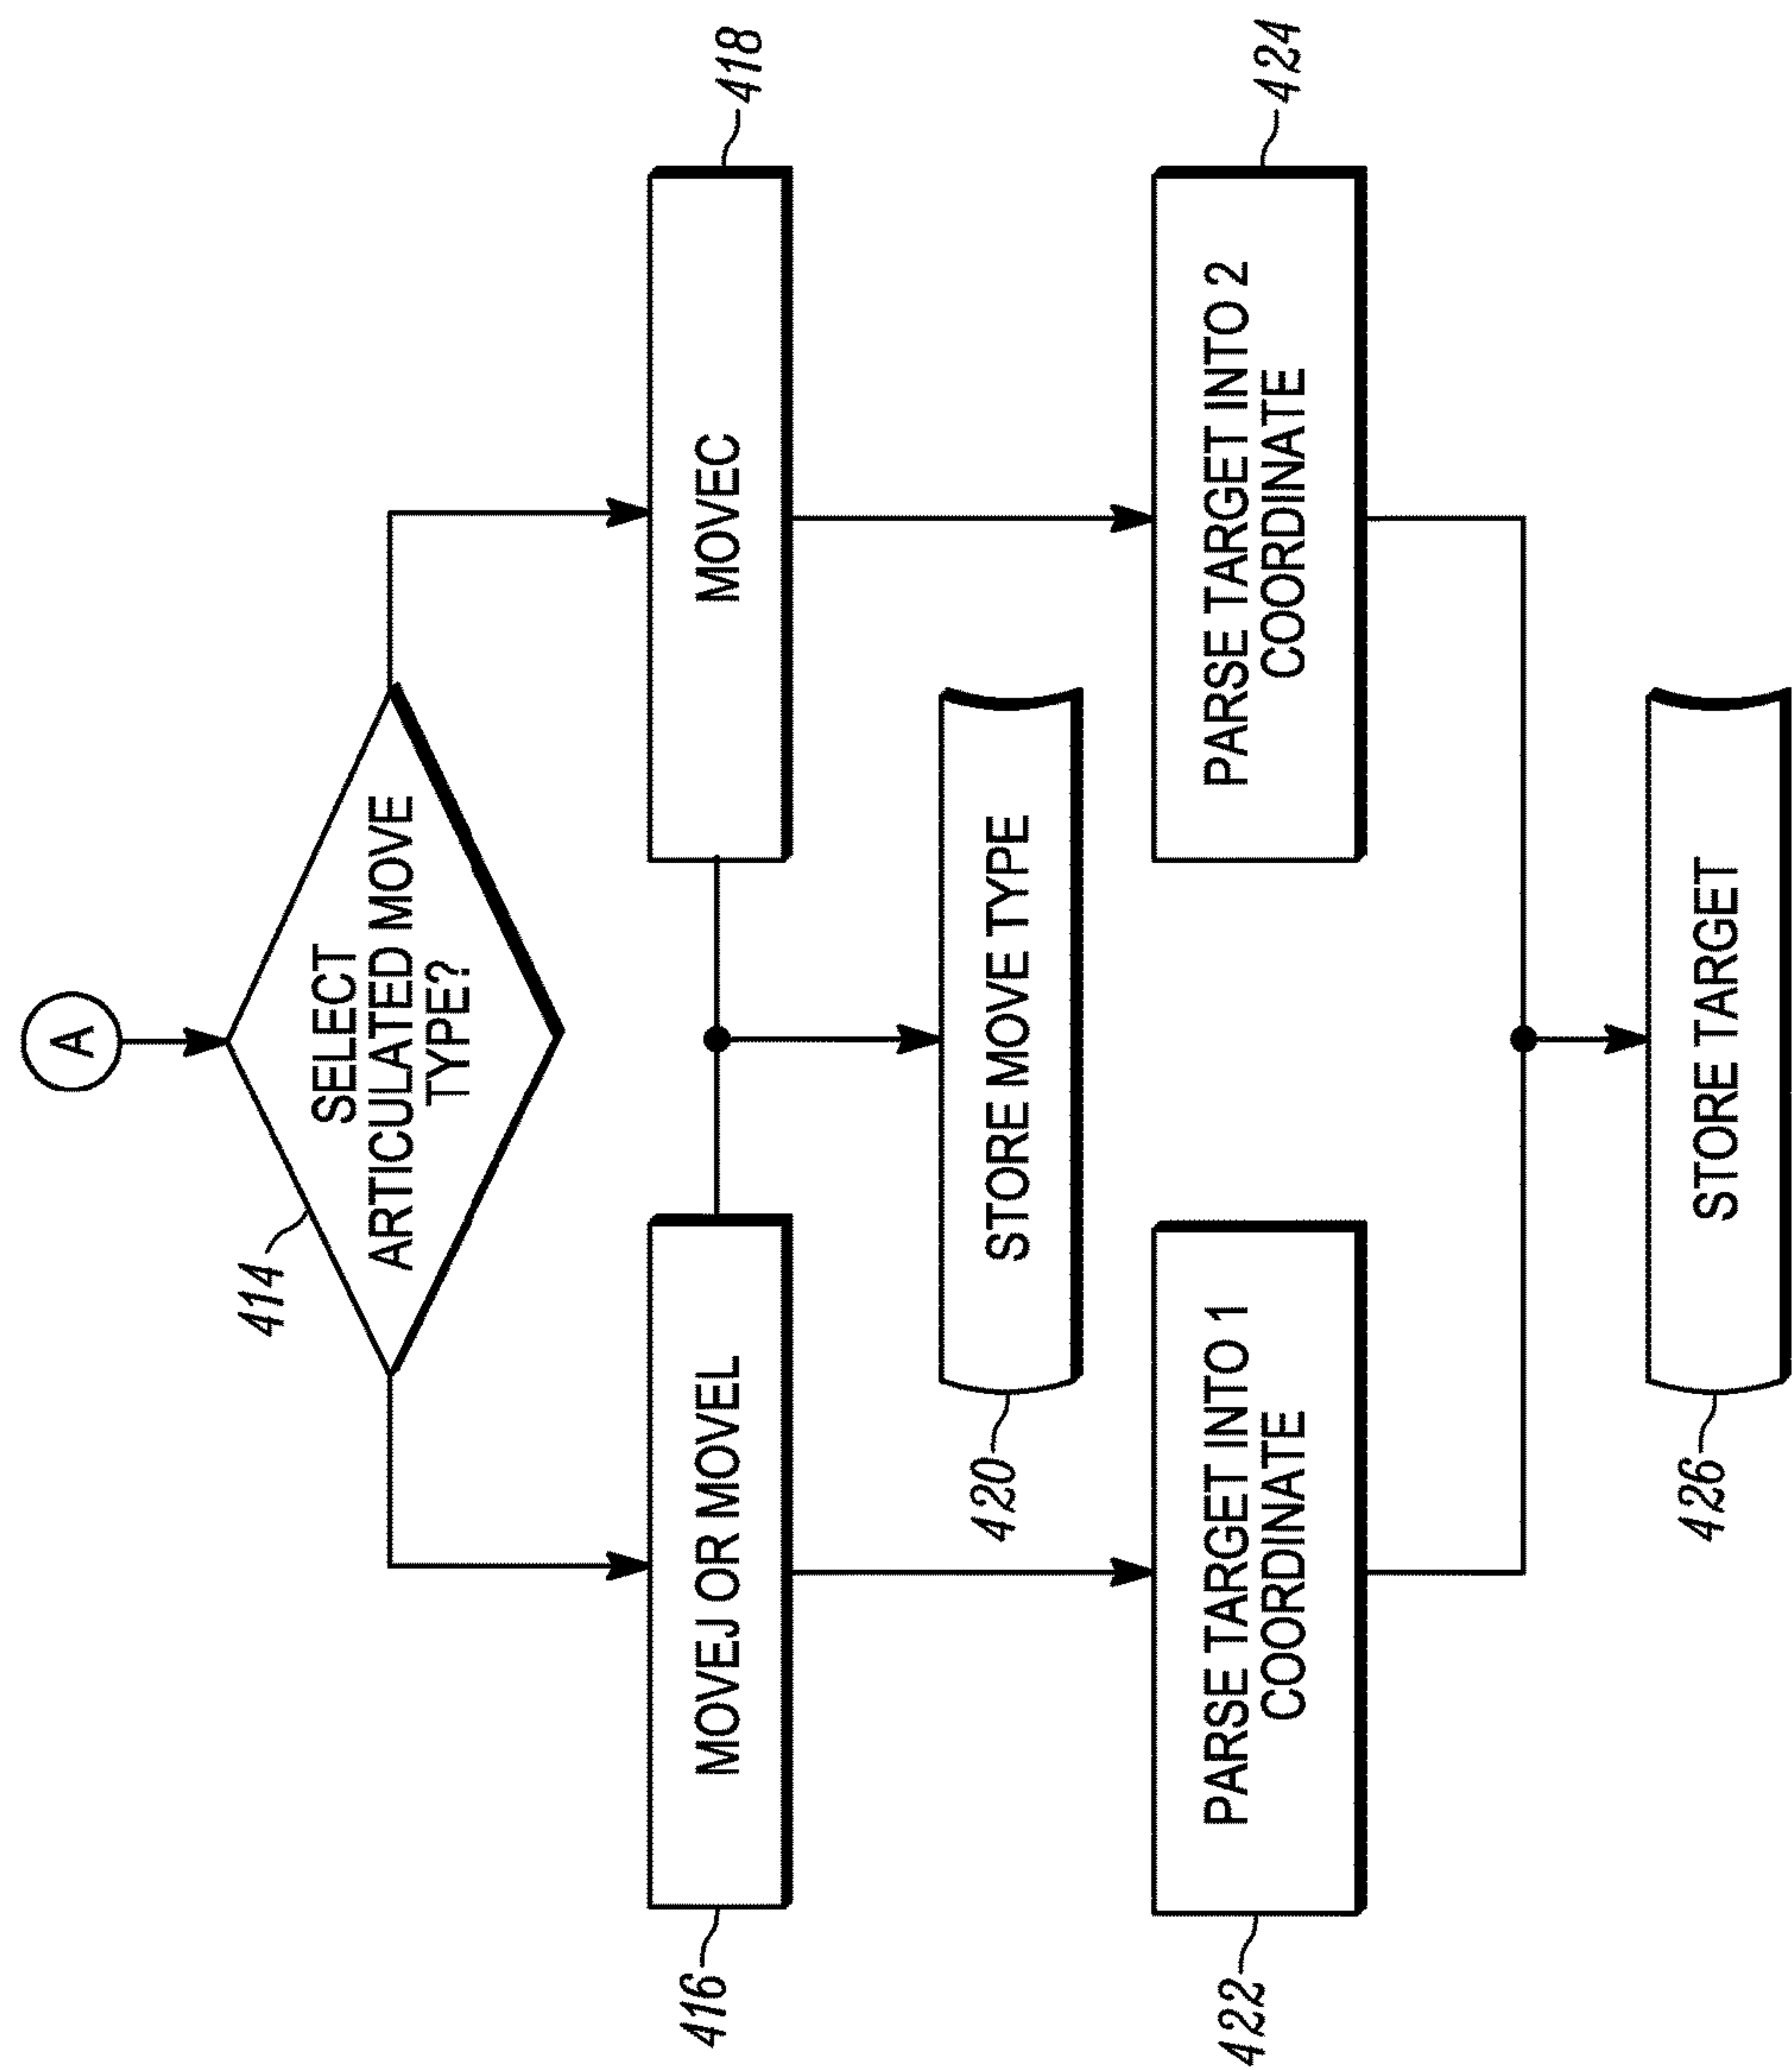 A
414
SELECT
ARTICULATED MOVE
TYPE?
416
MOVEJ OR MOVEL
MOVEC
418
420
STORE MOVE TYPE
422
PARSE TARGET INTO 1
COORDINATE
PARSE TARGET INTO 2
COORDINATE
424
426
STORE TARGET